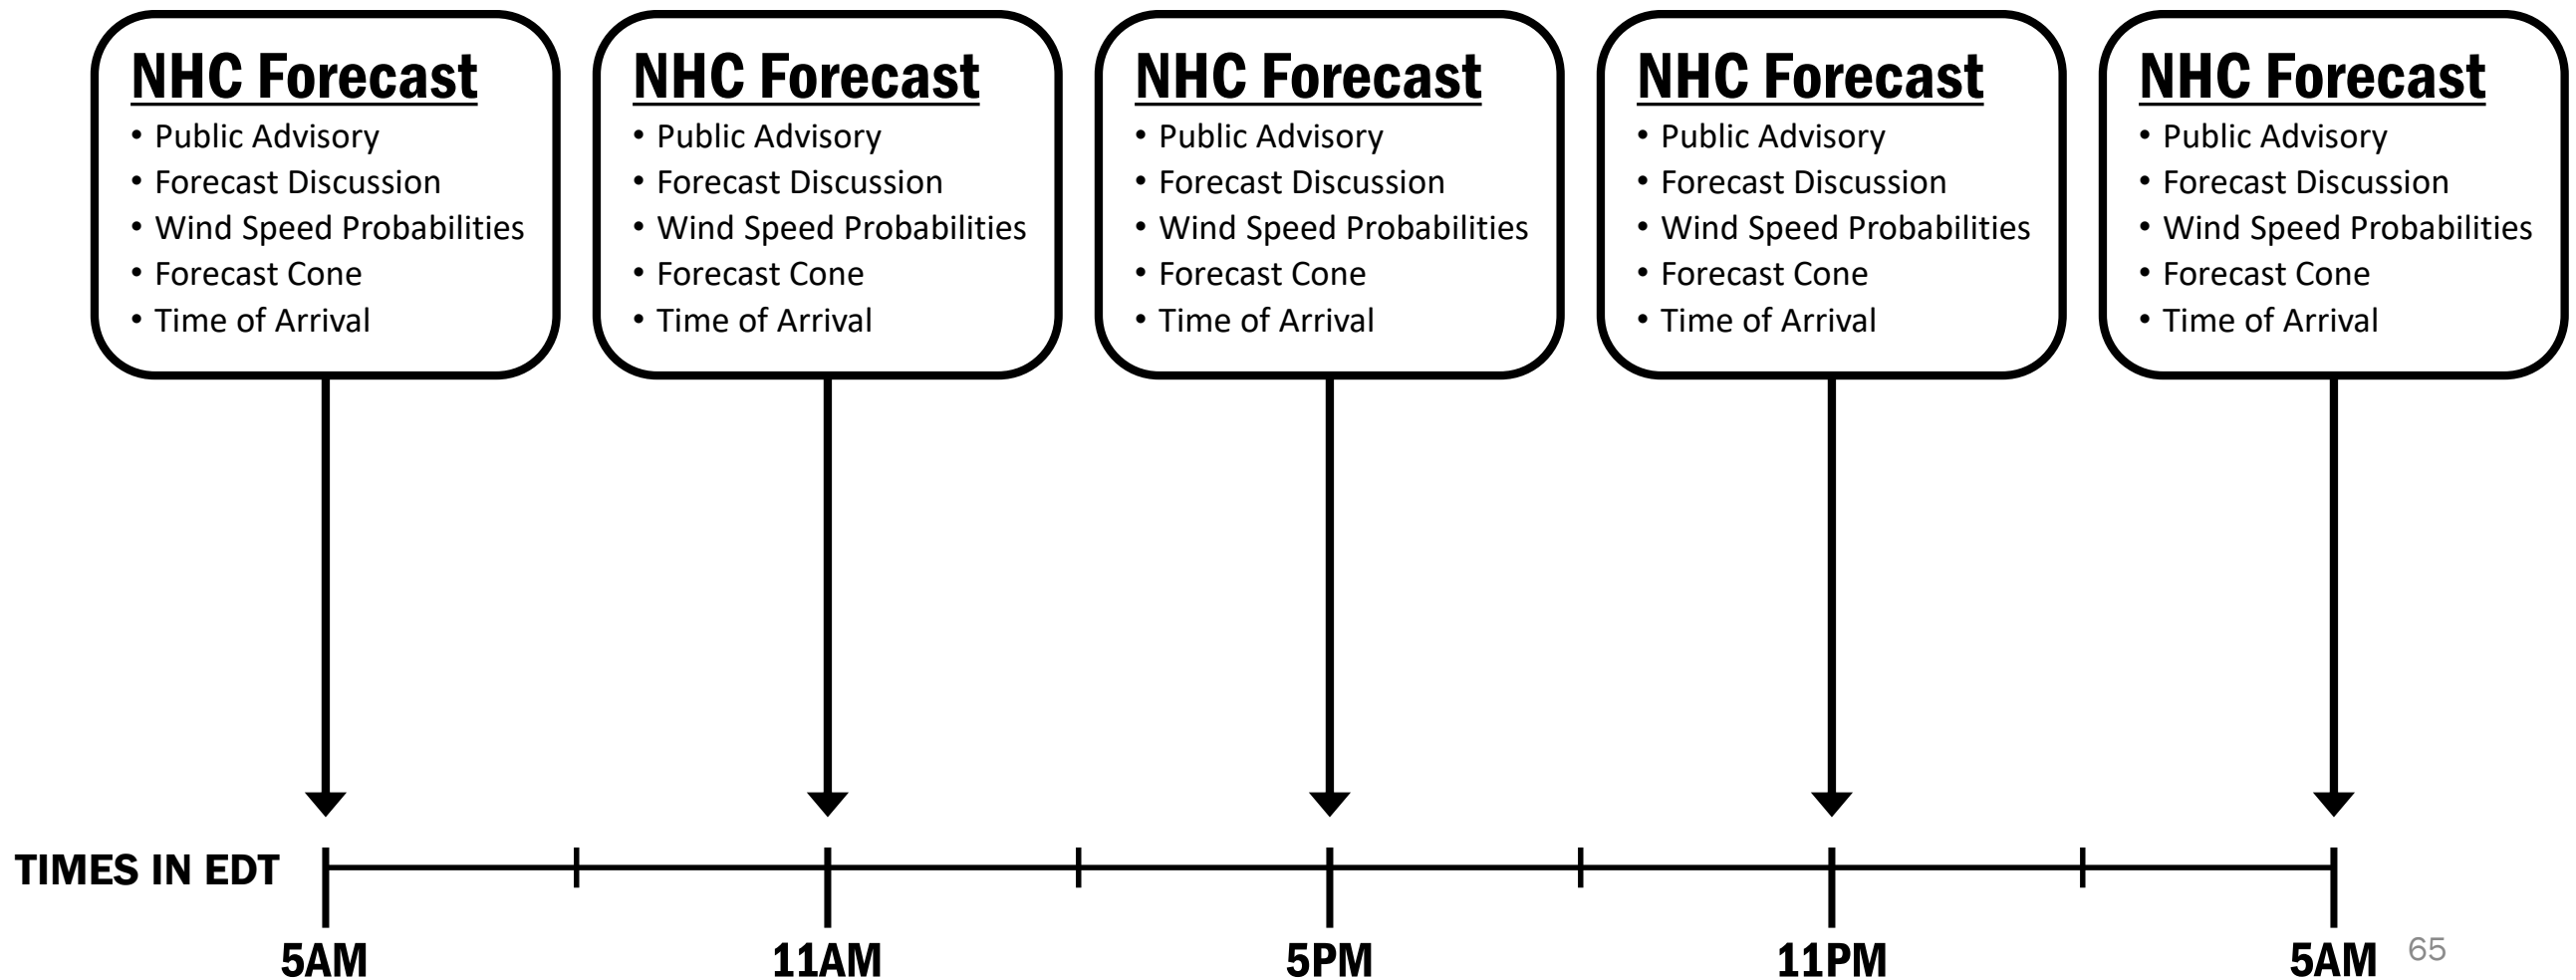 NHC Forecast
• Public Advisory
• Forecast Discussion
• Wind Speed Probabilities
• Forecast Cone
• Time of Arrival
NHC Forecast
• Public Advisory
• Forecast Discussion
• Wind Speed Probabilities
• Forecast Cone
• Time of Arrival
NHC Forecast
• Public Advisory
• Forecast Discussion
• Wind Speed Probabilities
• Forecast Cone
• Time of Arrival
NHC Forecast
• Public Advisory
• Forecast Discussion
• Wind Speed Probabilities
• Forecast Cone
• Time of Arrival
NHC Forecast
• Public Advisory
• Forecast Discussion
• Wind Speed Probabilities
• Forecast Cone
• Time of Arrival
TIMES IN EDT
5AM
11AM
5PM
11PM
5AM
65